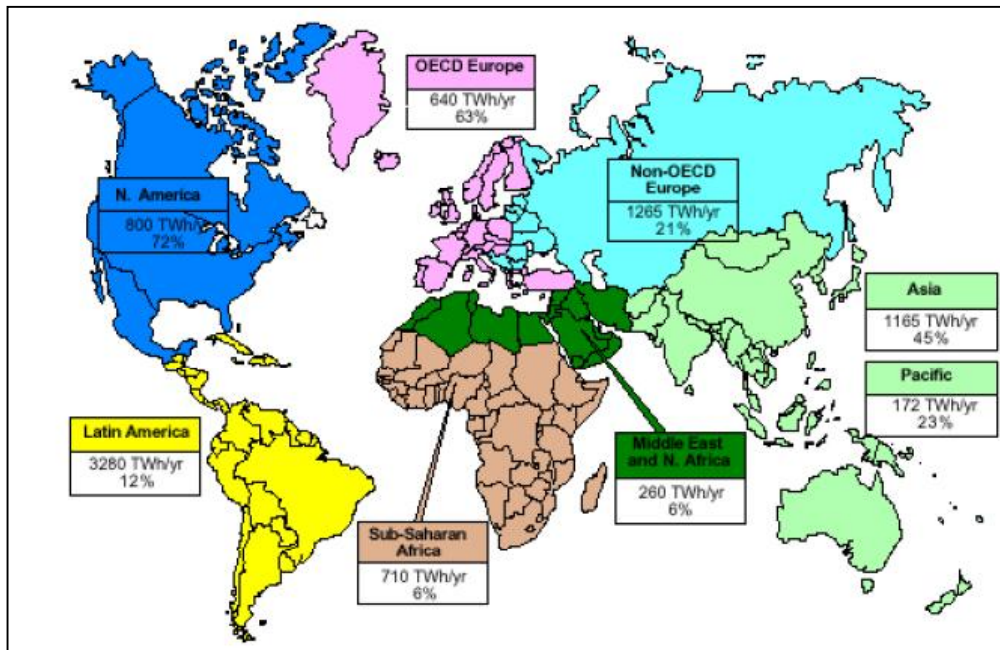 OECD Europe
640 TWh/yr
63%
N. America
800 TWh/y
72%
Non-OECD
Europe
1265 TWh/yr
21%
Asia
1165 TWh/yr
45%
Pacific
172 TWh/yr
23%
Latin America
3280 TWh/yr
12%
Middle East
and N. Africa
260 TWh/yr
6%
Sub-Saharan
Africa
710 TWh/yr
6%